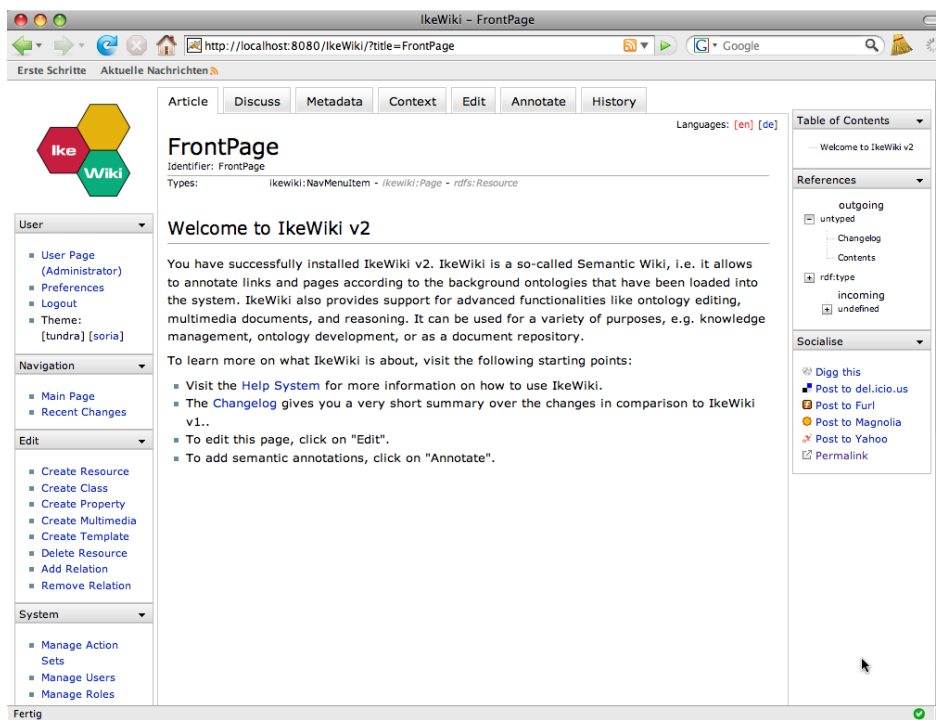 IkeWiki – FrontPage
http://localhost:8080/IkeWiki/?title=FrontPage
G Google
Erste Schritte Aktuelle Nachrichten
Ike
Wiki
User
User Page
(Administrator)
Preferences
Logout
Theme:
[tundra] [soria]
Navigation
Main Page
Recent Changes
Edit
Create Resource
Create Class
Create Property
Create Multimedia
Create Template
Delete Resource
Add Relation
Remove Relation
System
Manage Action
Sets
Manage Users
Manage Roles
Article Discuss Metadata Context Edit Annotate History
Languages: [en] [de]
FrontPage
Identifier: FrontPage
Types: ikewiki:NavMenuItem - ikewiki:Page - rdfs:Resource
Welcome to IkeWiki v2
You have successfully installed IkeWiki v2. IkeWiki is a so-called Semantic Wiki, i.e. it allows
to annotate links and pages according to the background ontologies that have been loaded into
the system. IkeWiki also provides support for advanced functionalities like ontology editing,
multimedia documents, and reasoning. It can be used for a variety of purposes, e.g. knowledge
management, ontology development, or as a document repository.
To learn more on what IkeWiki is about, visit the following starting points:
Visit the Help System for more information on how to use IkeWiki.
The Changelog gives you a very short summary over the changes in comparison to IkeWiki
v1..
To edit this page, click on "Edit".
To add semantic annotations, click on "Annotate".
Table of Contents
Welcome to IkeWiki v2
References
outgoing
untyped
Changelog
Contents
rdf:type
incoming
undefined
Socialise
Digg this
Post to del.icio.us
Post to Furl
Post to Magnolia
Post to Yahoo
Permalink
Fertig